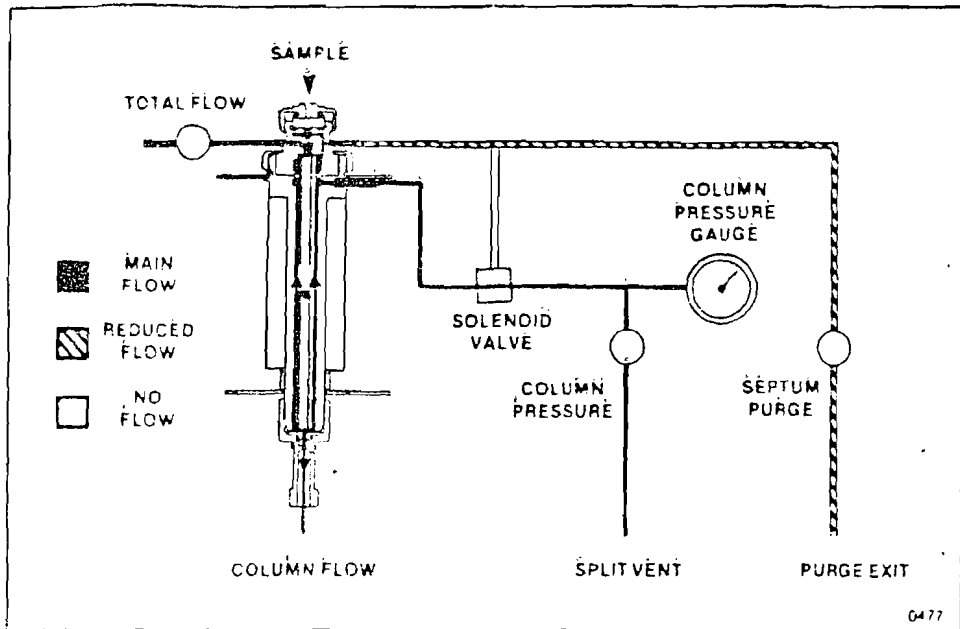 SAMPLE
TOTAL FLOW
COLUMN
PRESSURE
GAUGE
MAIN
FLOW
REDUCED
FLOW
NO
FLOW
SOLENOID
VALVE
COLUMN
PRESSURE
SEPTUM
PURGE
COLUMN FLOW
SPLIT VENT
PURGE EXIT
0477